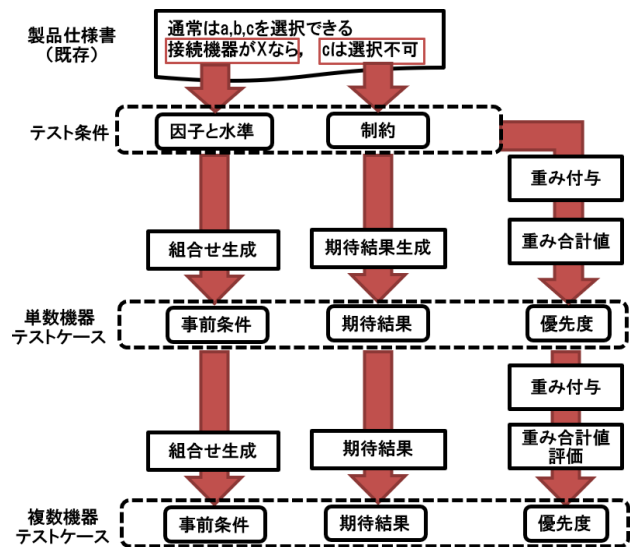 製品仕様書
(既存)
通常はa,b,cを選択できる
接続機器がXなら, cは選択不可
テスト条件
因子と水準
制約
重み付与
組合せ生成
期待結果生成
重み合計値
単数機器
テストケース
事前条件
期待結果
優先度
重み付与
組合せ生成
期待結果
重み合計値
評価
複数機器
テストケース
事前条件
期待結果
優先度